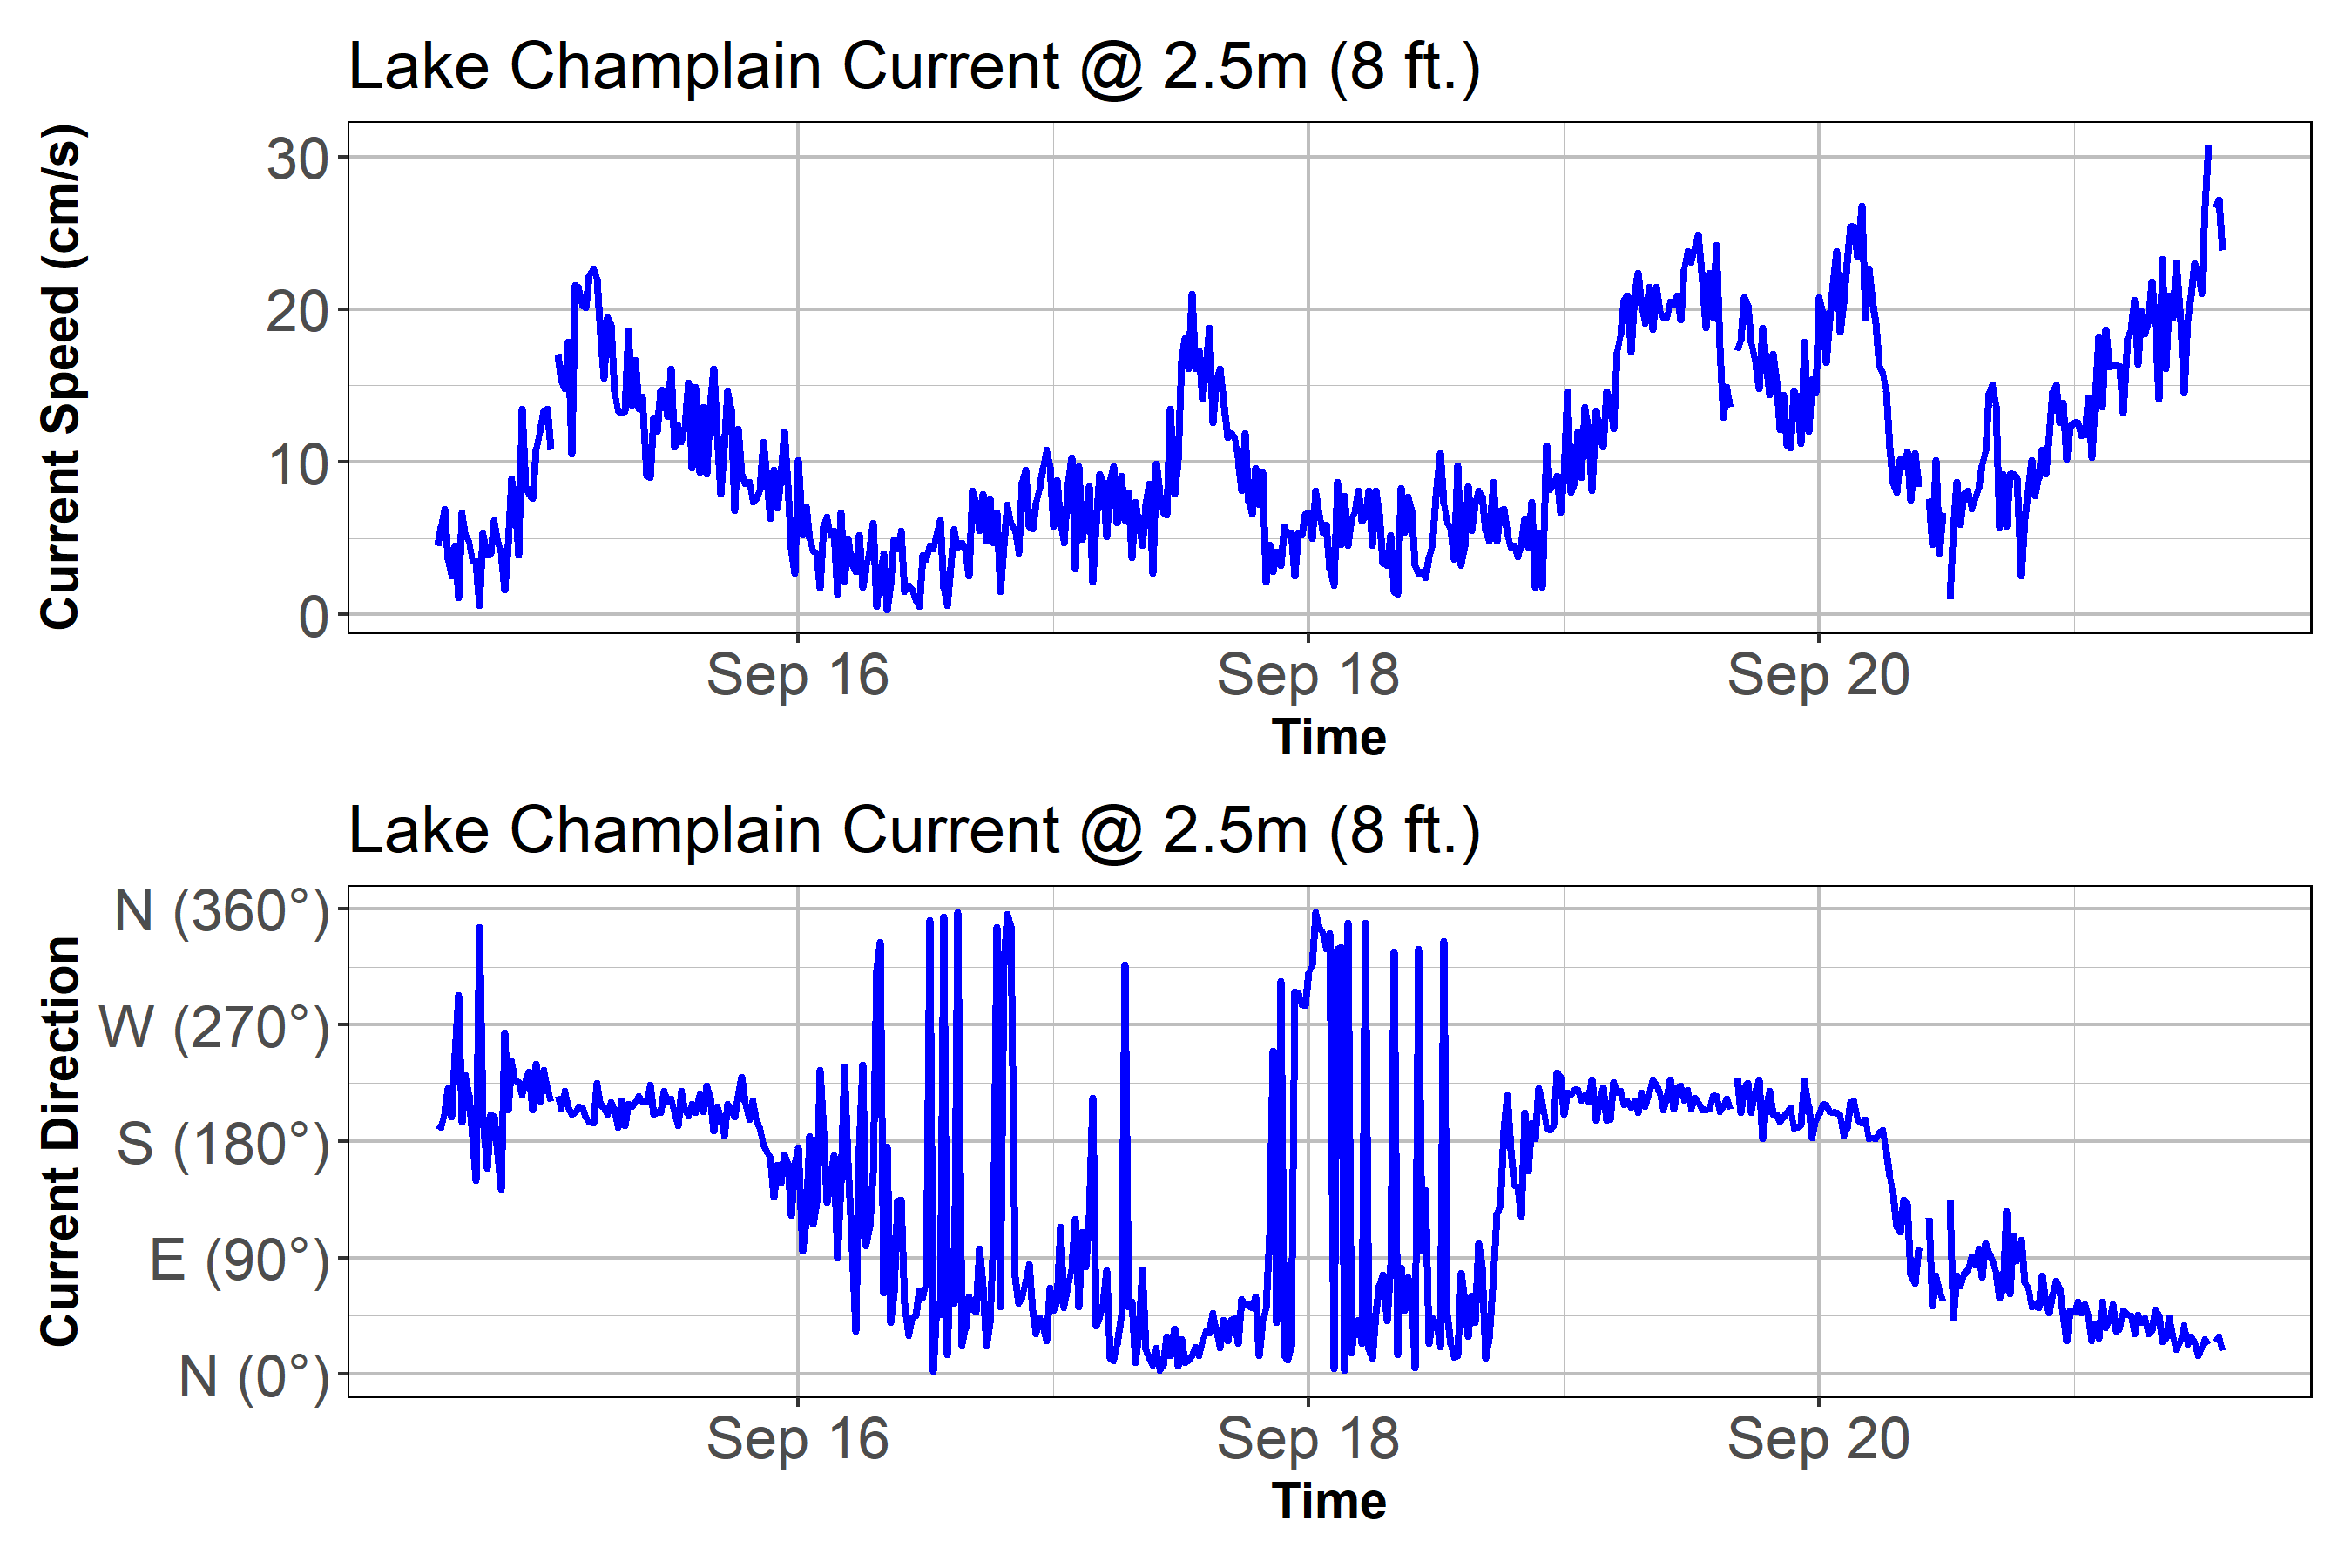 Lake Champlain Current @ 2.5m (8 ft.)
Current Speed (cm/s)
30
20
10
0
Sep 16 Sep 18 Sep 20
Time
Lake Champlain Current @ 2.5m (8 ft.)
Current Direction
N (360°)
W (270°)
S (180°)
E (90°)
N (0°)
Sep 16 Sep 18 Sep 20
Time